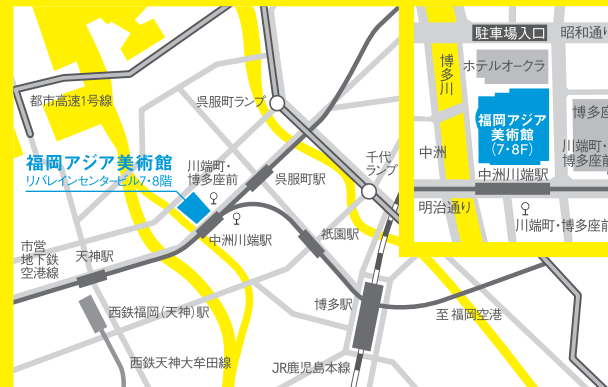 都市高速1号線
呉服町ランプ
福岡アジア美術館
リバレインセンタービル7・8階
川端町・
博多座前
呉服町駅
千代
ランプ
中洲川端駅
祇園駅
市営
地下鉄
空港線
天神駅
西鉄福岡（天神）駅
博多駅
至 福岡空港
西鉄天神大牟田線
JR鹿児島本線
駐車場入口
昭和通り
博多川
ホテルオークラ
福岡アジア
美術館
（7・8F）
博多座
中洲
川端町・
博多座前
中洲川端駅
明治通り
川端町・博多座前